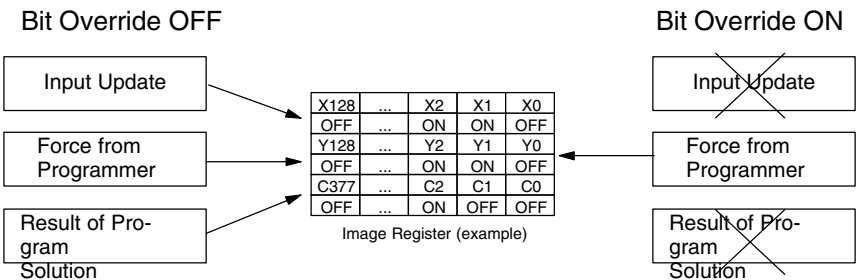 Bit Override OFF
Bit Override ON
Input Update
Force from
Programmer
Result of Pro-
gram
Solution
X128 ... X2 X1 X0
OFF ... ON ON OFF
Y128 ... Y2 Y1 Y0
OFF ... ON ON OFF
C377 ... C2 C1 C0
OFF ... ON OFF OFF
Image Register (example)
Input Update
Force from
Programmer
Result of Pro-
gram
Solution